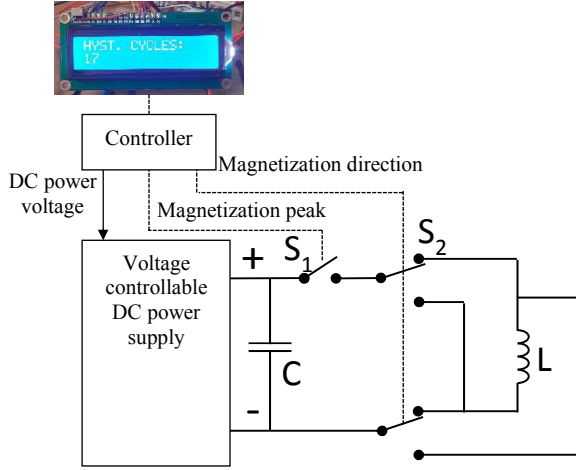 HYST. CYCLES:
17
Controller
Magnetization direction
DC power
voltage
Magnetization peak
Voltage
controllable
DC power
supply
+
S1
S2
C
L
-